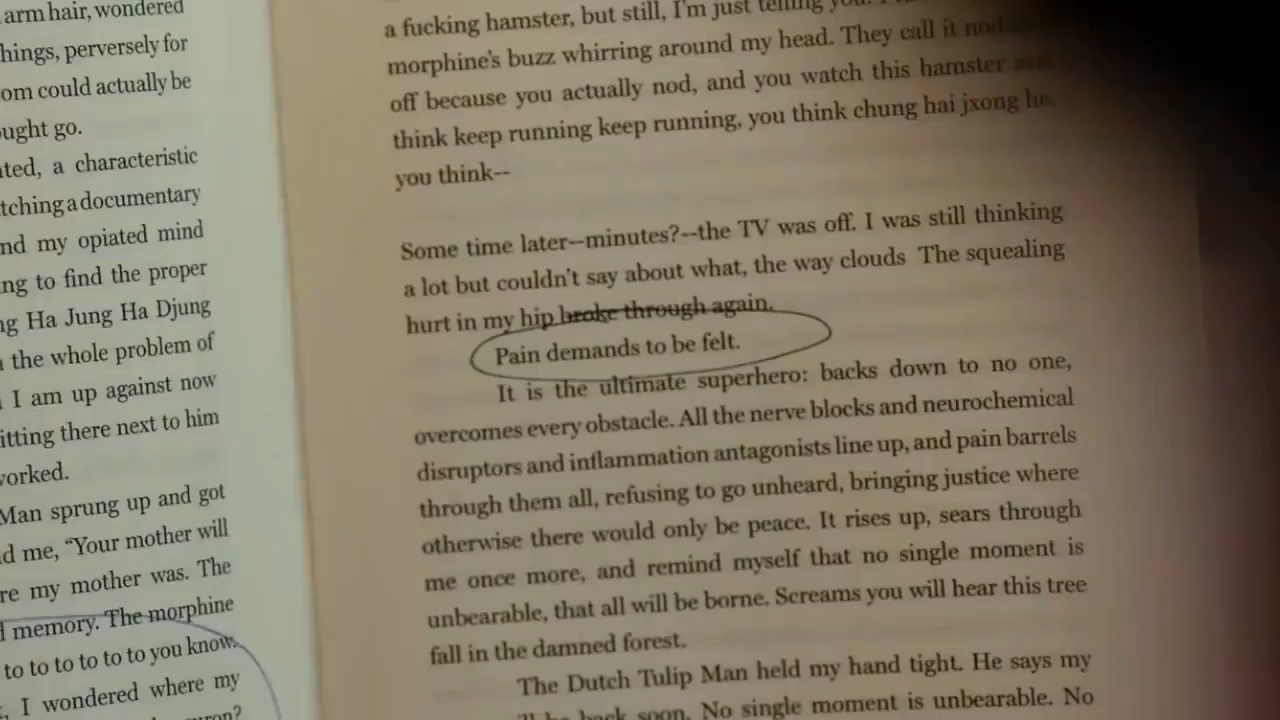 arm hair, wondered
hings, perversely for
om could actually be
ought go.
ted, a characteristic
tching a documentary
nd my opiated mind
ng to find the proper
ng Ha Jung Ha Djung
the whole problem of
I am up against now
itting there next to him
vorked.
Man sprung up and got
d me, “Your mother will
re my mother was. The
d memory. The morphine
to to to to to to you know.
I wondered where my
a fucking hamster, but still, I'm just telling you.
morphine's buzz whirring around my head. They call it nod
off because you actually nod, and you watch this hamster and
think keep running keep running, you think chung hai jxong he,
you think--
Some time later--minutes?--the TV was off. I was still thinking
a lot but couldn't say about what, the way clouds The squealing
hurt in my hip broke through again.
Pain demands to be felt.
It is the ultimate superhero: backs down to no one,
overcomes every obstacle. All the nerve blocks and neurochemical
disruptors and inflammation antagonists line up, and pain barrels
through them all, refusing to go unheard, bringing justice where
otherwise there would only be peace. It rises up, sears through
me once more, and remind myself that no single moment is
unbearable, that all will be borne. Screams you will hear this tree
fall in the damned forest.
The Dutch Tulip Man held my hand tight. He says my
back soon. No single moment is unbearable. No